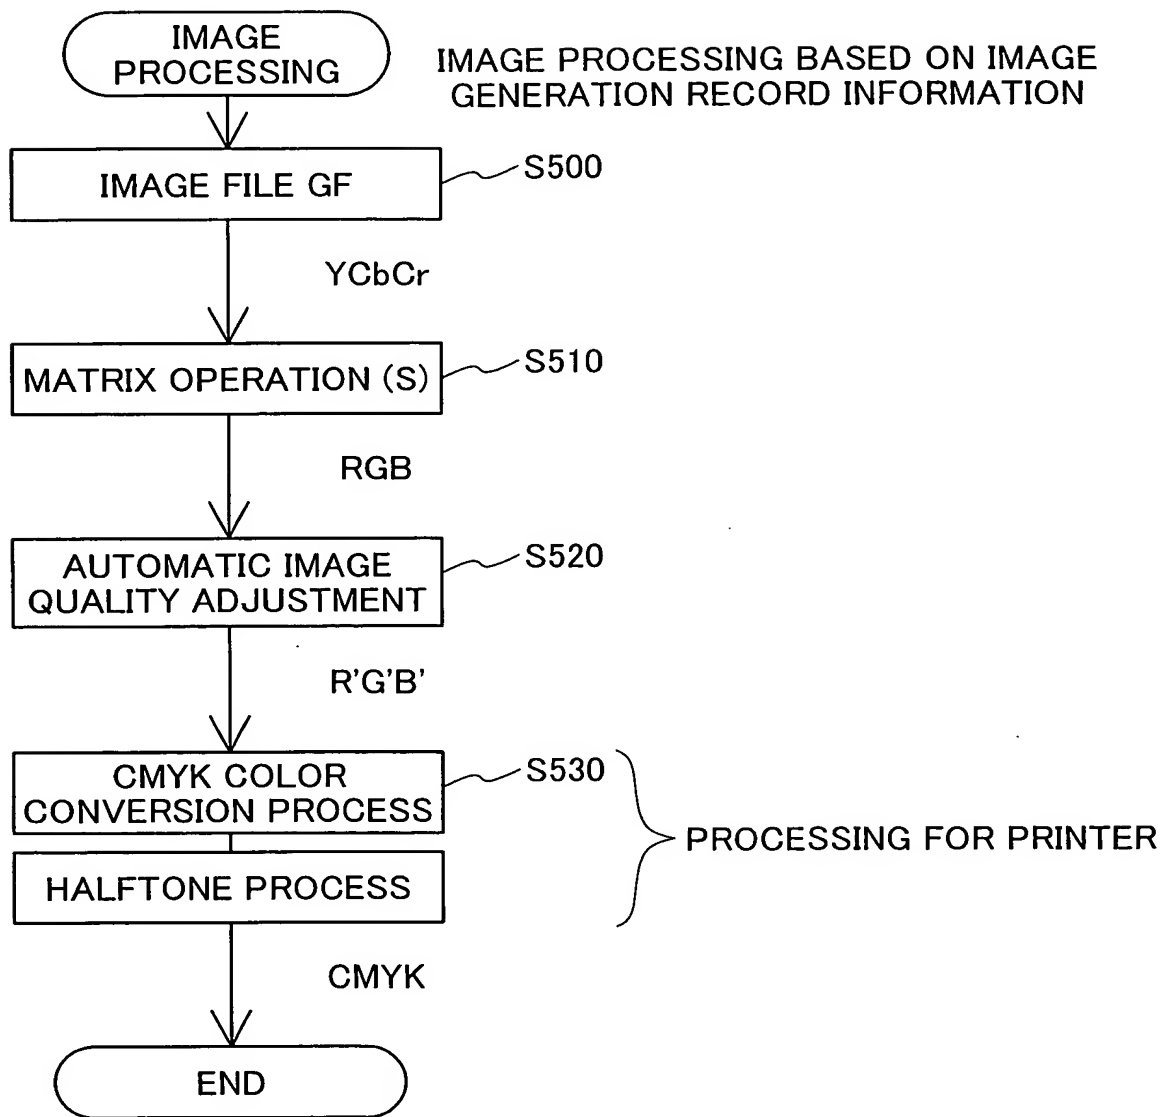 IMAGE
PROCESSING
IMAGE PROCESSING BASED ON IMAGE
GENERATION RECORD INFORMATION
IMAGE FILE GF
S500
YCbCr
MATRIX OPERATION (S)
S510
RGB
AUTOMATIC IMAGE
QUALITY ADJUSTMENT
S520
R'G'B'
CMYK COLOR
CONVERSION PROCESS
S530
HALFTONE PROCESS
PROCESSING FOR PRINTER
CMYK
END